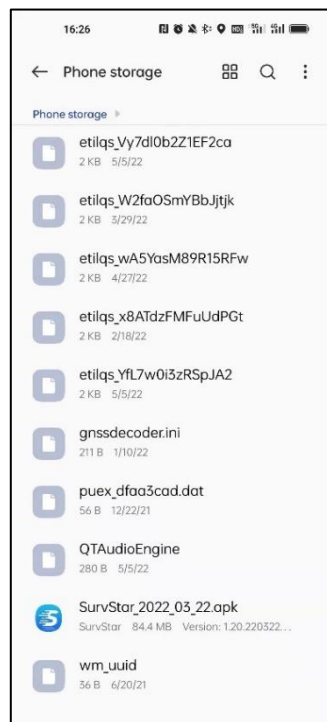 16:26
Phone storage
Phone storage
etilqs_Vy7dl0b2Z1EF2ca
2 KB 5/5/22
etilqs_W2faOSmYBbJjtjk
2 KB 3/29/22
etilqs_wA5YasM89R15RFw
2 KB 4/27/22
etilqs_x8ATdzFMFuUdPGt
2 KB 2/18/22
etilqs_YfL7w0i3zRSpJA2
2 KB 5/5/22
gnssdecoder.ini
211 B 1/10/22
puex_dfaa3cad.dat
56 B 12/22/21
QTAudioEngine
280 B 5/5/22
SurvStar_2022_03_22.apk
SurvStar 84.4 MB Version: 1.20.220322...
wm_uuid
36 B 6/20/21